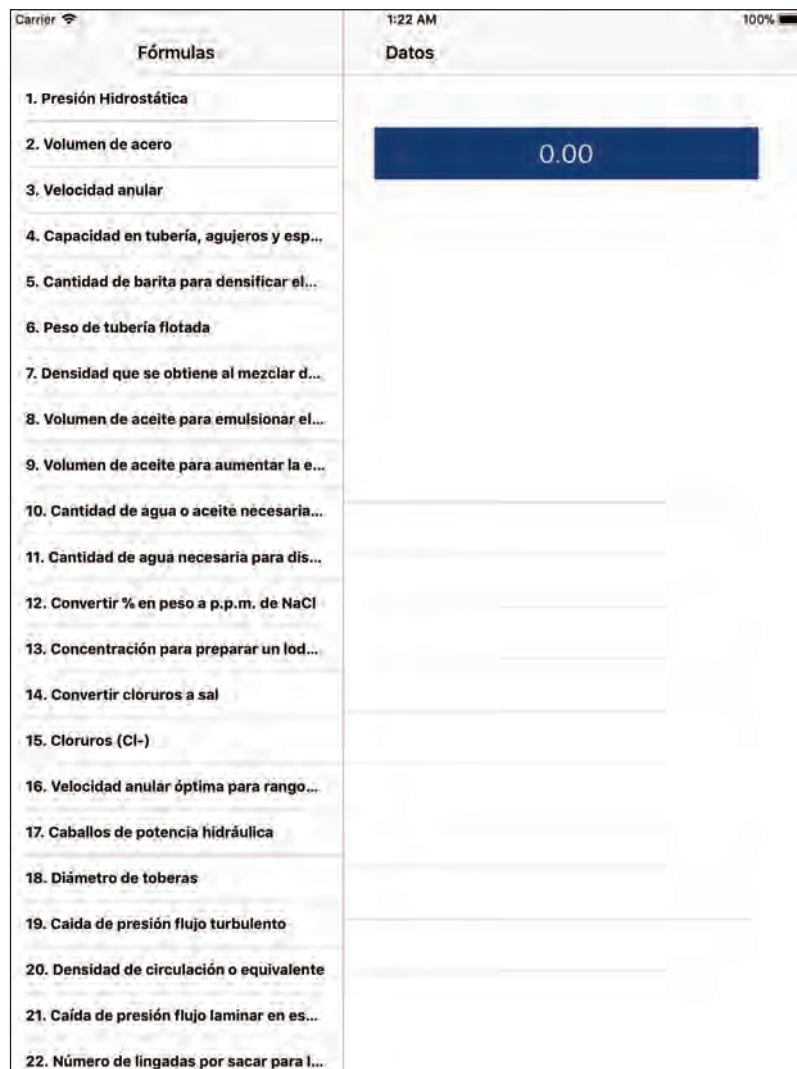 Carrier 1:22 AM 100%
Fórmulas
Datos
0.00
1. Presión Hidrostática
2. Volumen de acero
3. Velocidad anular
4. Capacidad en tubería, agujeros y esp...
5. Cantidad de barita para densificar el...
6. Peso de tubería flotada
7. Densidad que se obtiene al mezclar d...
8. Volumen de aceite para emulsionar el...
9. Volumen de aceite para aumentar la e...
10. Cantidad de agua o aceite necesaria...
11. Cantidad de agua necesaria para dis...
12. Convertir % en peso a p.p.m. de NaCl
13. Concentración para preparar un lod...
14. Convertir cloruros a sal
15. Cloruros (Cl-)
16. Velocidad anular óptima para rango...
17. Caballos de potencia hidráulica
18. Diámetro de toberas
19. Caida de presión flujo turbulento
20. Densidad de circulación o equivalente
21. Caída de presión flujo laminar en es...
22. Número de lingadas por sacar para l...